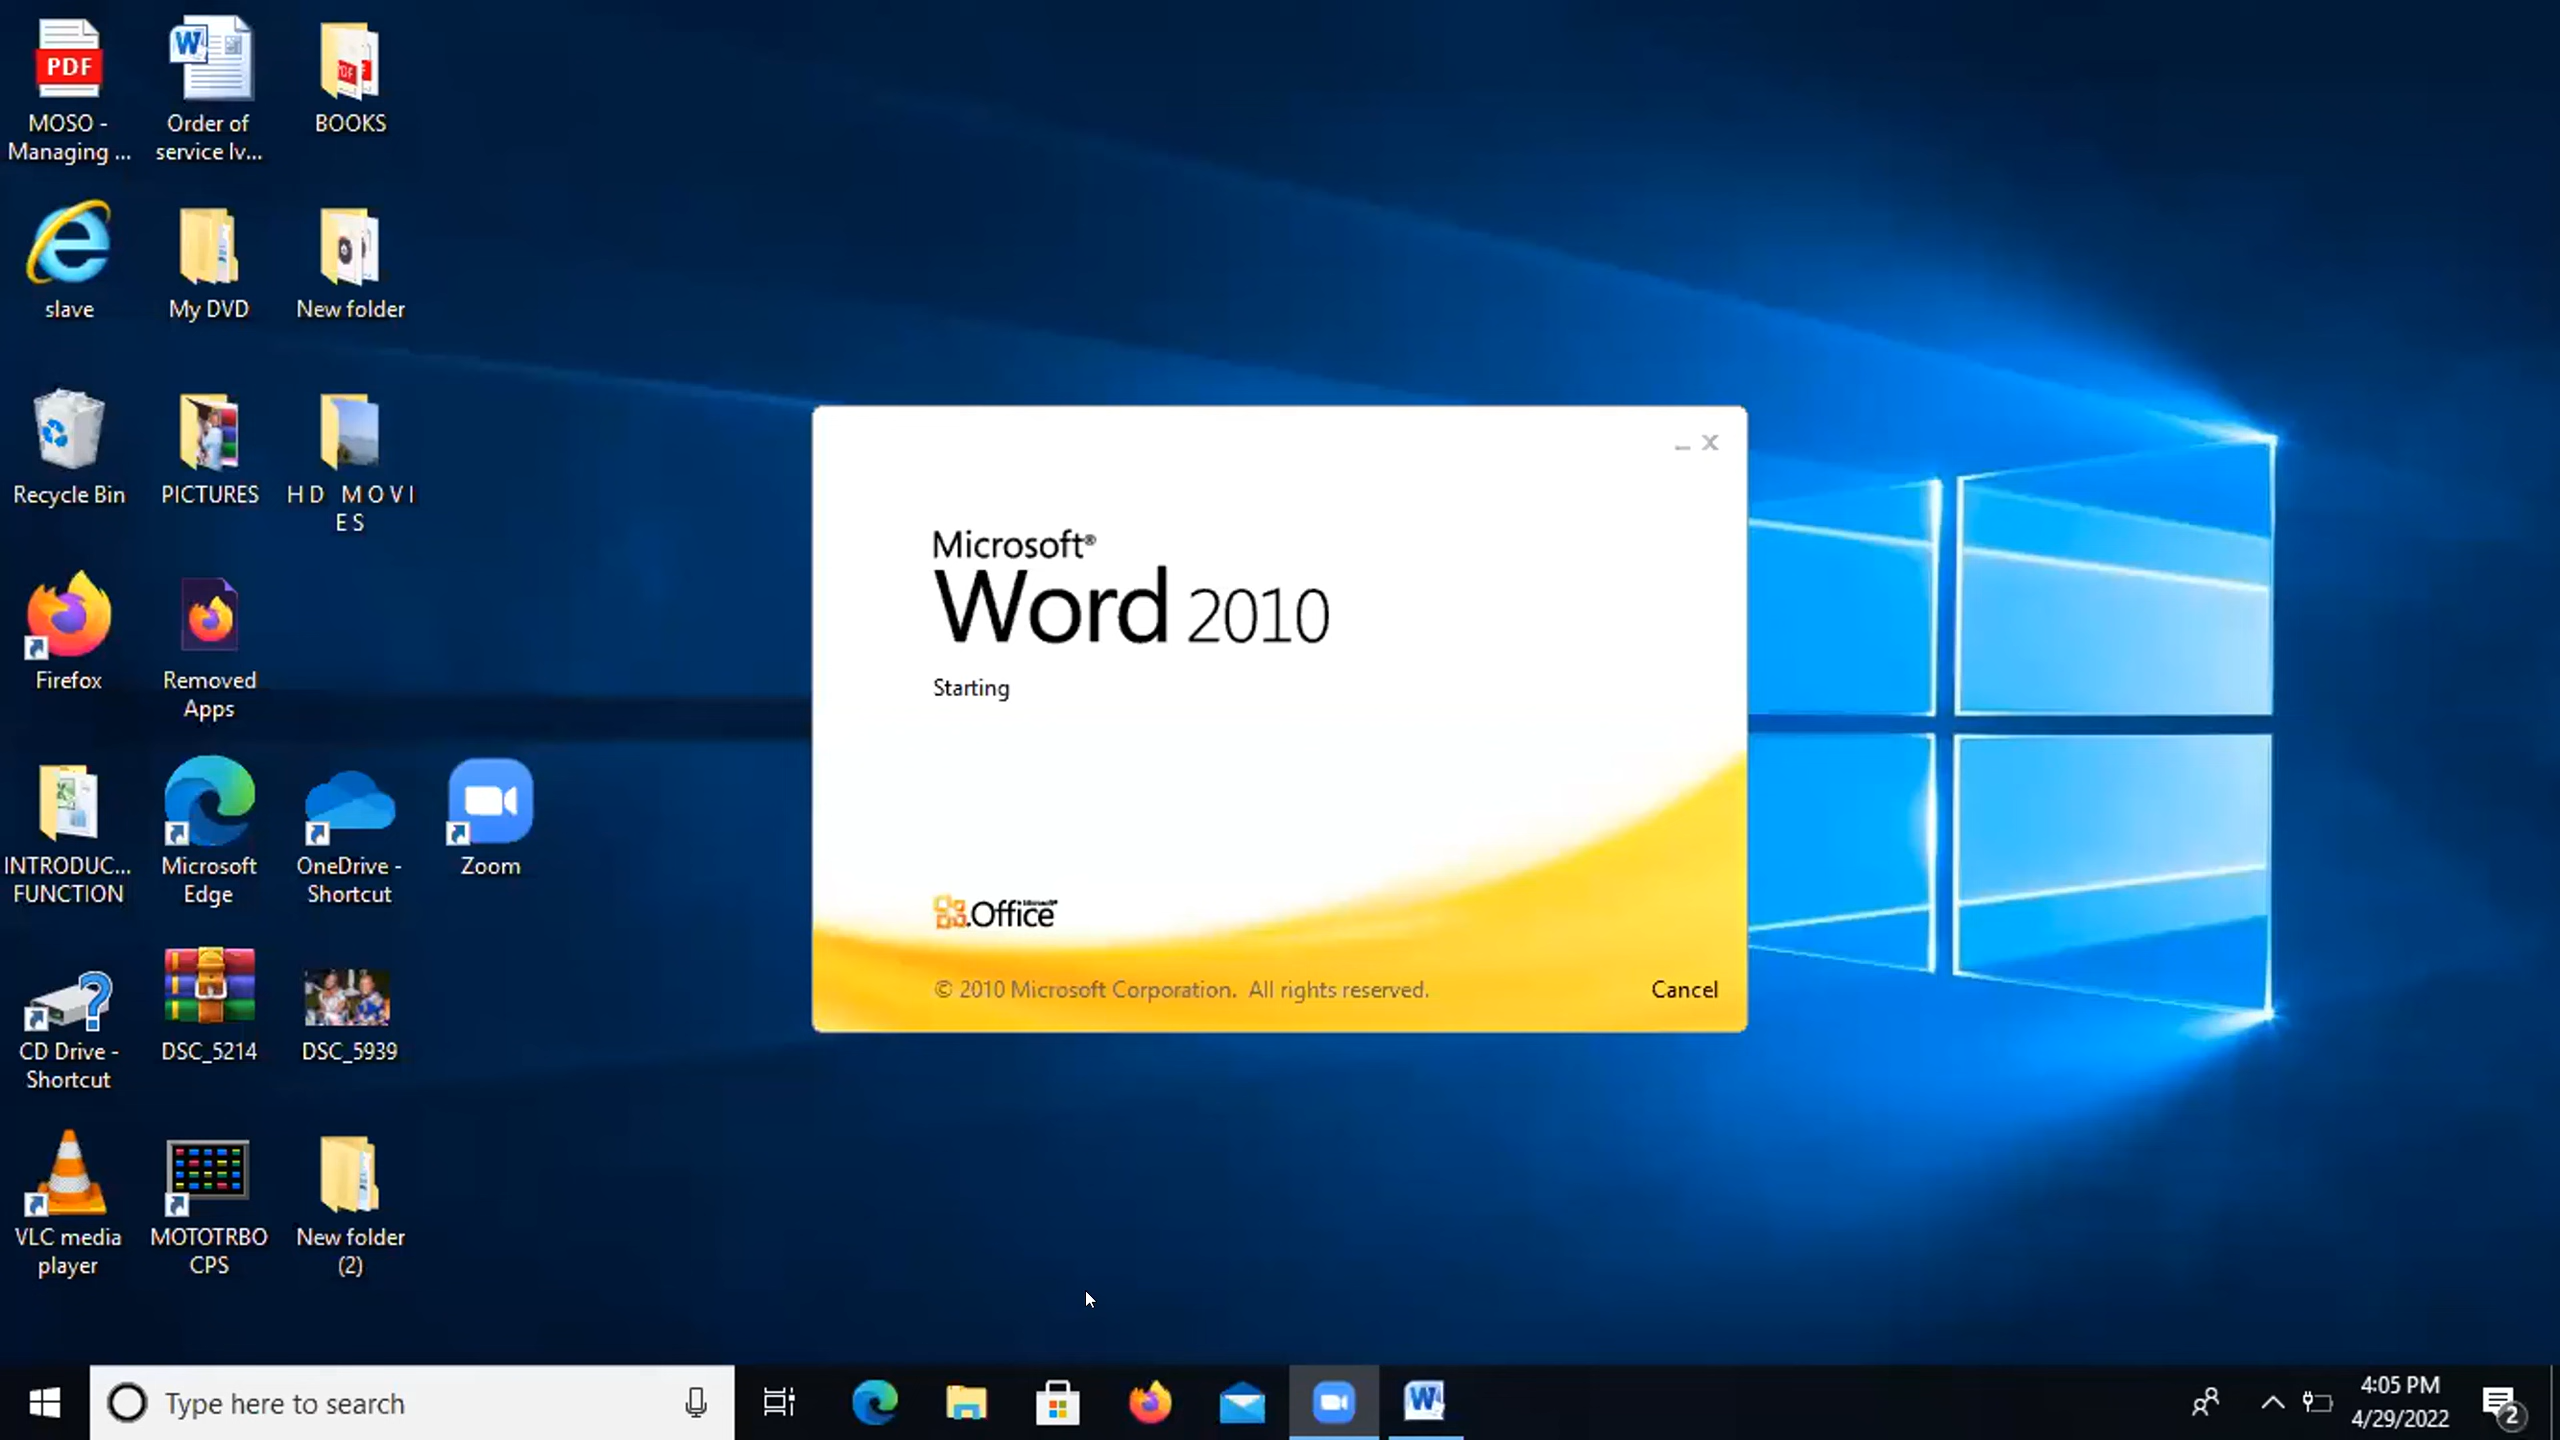 PDF
MOSO -
Managing ...
W
Order of
service lv...
BOOKS
slave
My DVD
New folder
Recycle Bin
PICTURES
H D M O V I
E S
Firefox
Removed
Apps
INTRODUC...
FUNCTION
Microsoft
Edge
OneDrive -
Shortcut
Zoom
CD Drive -
Shortcut
DSC_5214
DSC_5939
VLC media
player
MOTOTRBO
CPS
New folder
(2)
Microsoft®
Word 2010
Starting
Office
© 2010 Microsoft Corporation. All rights reserved.
Cancel
Type here to search
W
4:05 PM
4/29/2022
2